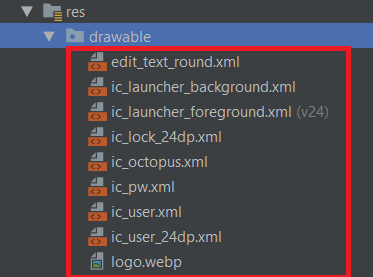 res
drawable
edit_text_round.xml
ic_launcher_background.xml
ic_launcher_foreground.xml (v24)
ic_lock_24dp.xml
ic_octopus.xml
ic_pw.xml
ic_user.xml
ic_user_24dp.xml
logo.webp